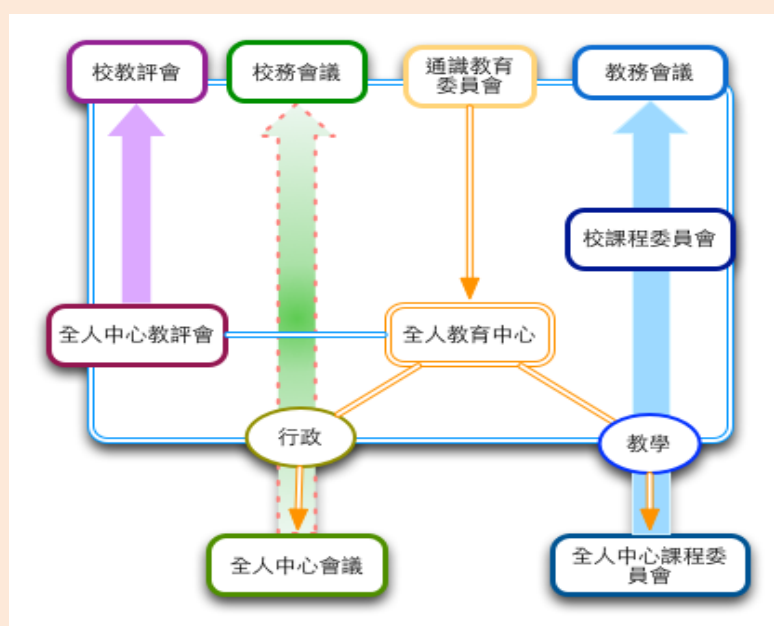 校教評會
校務會議
通識教育
委員會
教務會議
校課程委員會
全人中心教評會
全人教育中心
行政
教學
全人中心會議
全人中心課程委
員會